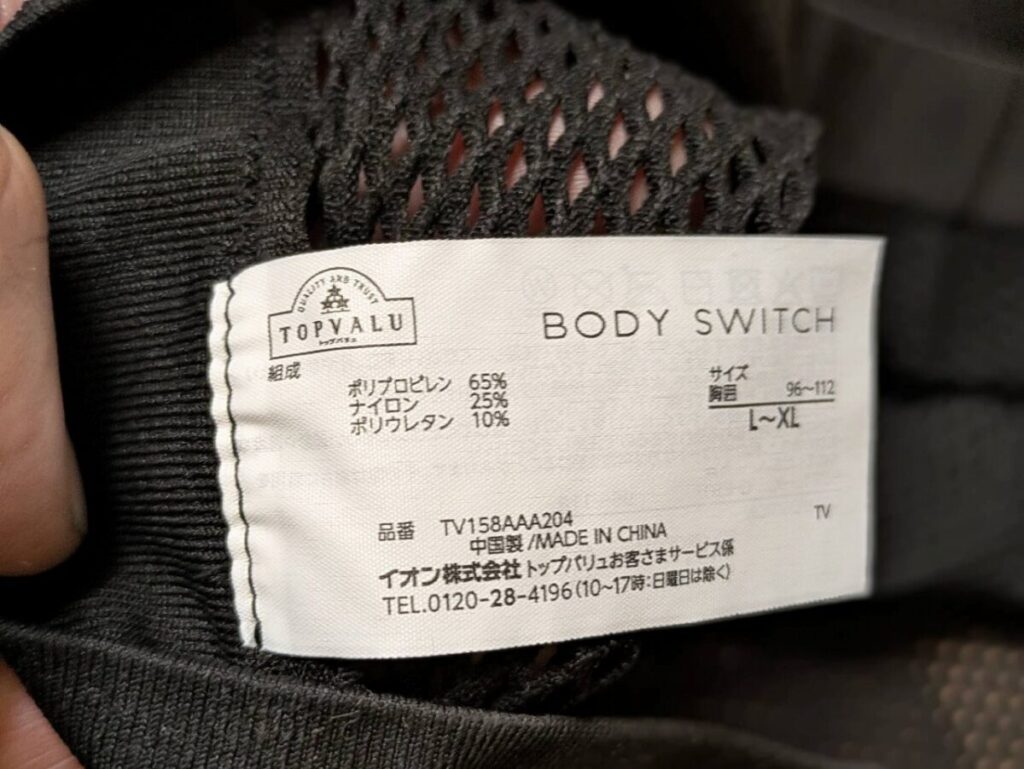 QUALITY AND TRUST
TOPVALU
トップバリュ
BODY SWITCH
組成
ポリプロピレン 65%
ナイロン 25%
ポリウレタン 10%
サイズ
胸囲 96～112
L～XL
品番 TV158AAA204
TV
中国製/MADE IN CHINA
イオン株式会社 トップバリュお客さまサービス係
TEL.0120-28-4196(10～17時:日曜日は除く)